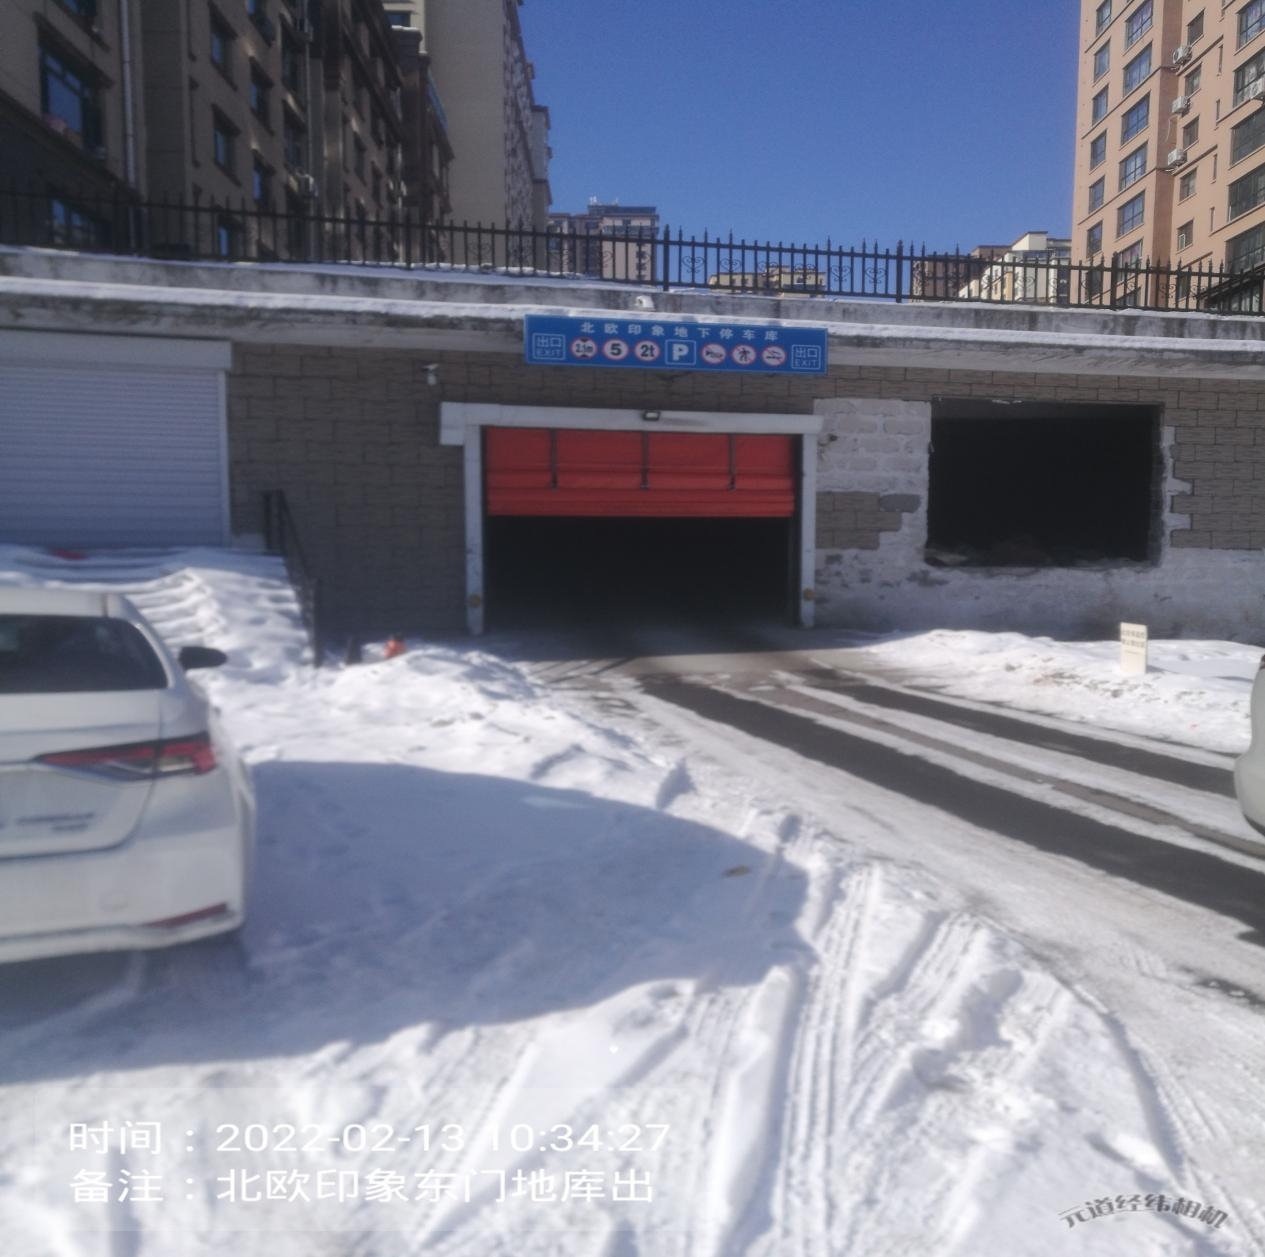 北欧印象地下停车库
出口 2.1m 5 2t P 出口
EXIT EXIT
时间：2022-02-13 10:34:27
备注：北欧印象东门地库出
元道经纬相机